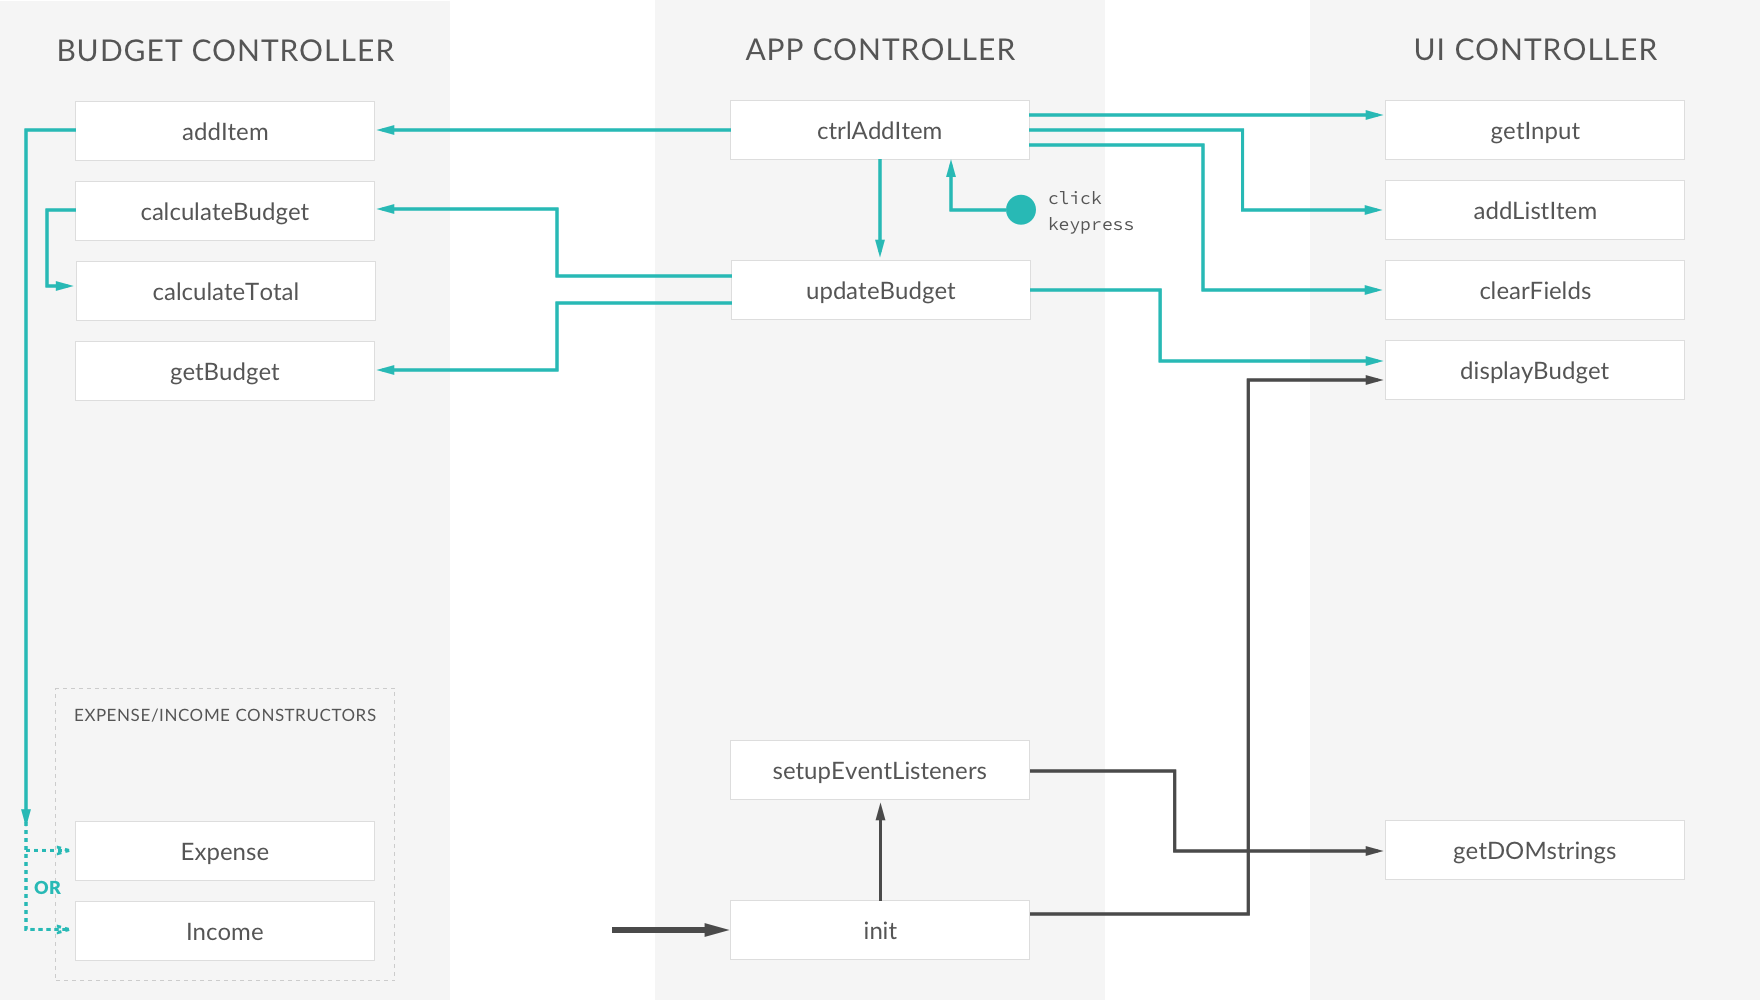 BUDGET CONTROLLER
addItem
calculateBudget
calculateTotal
getBudget
EXPENSE/INCOME CONSTRUCTORS
Expense
OR
Income
APP CONTROLLER
ctrlAddItem
click
keypress
updateBudget
setupEventListeners
init
UI CONTROLLER
getInput
addListItem
clearFields
displayBudget
getDOMstrings